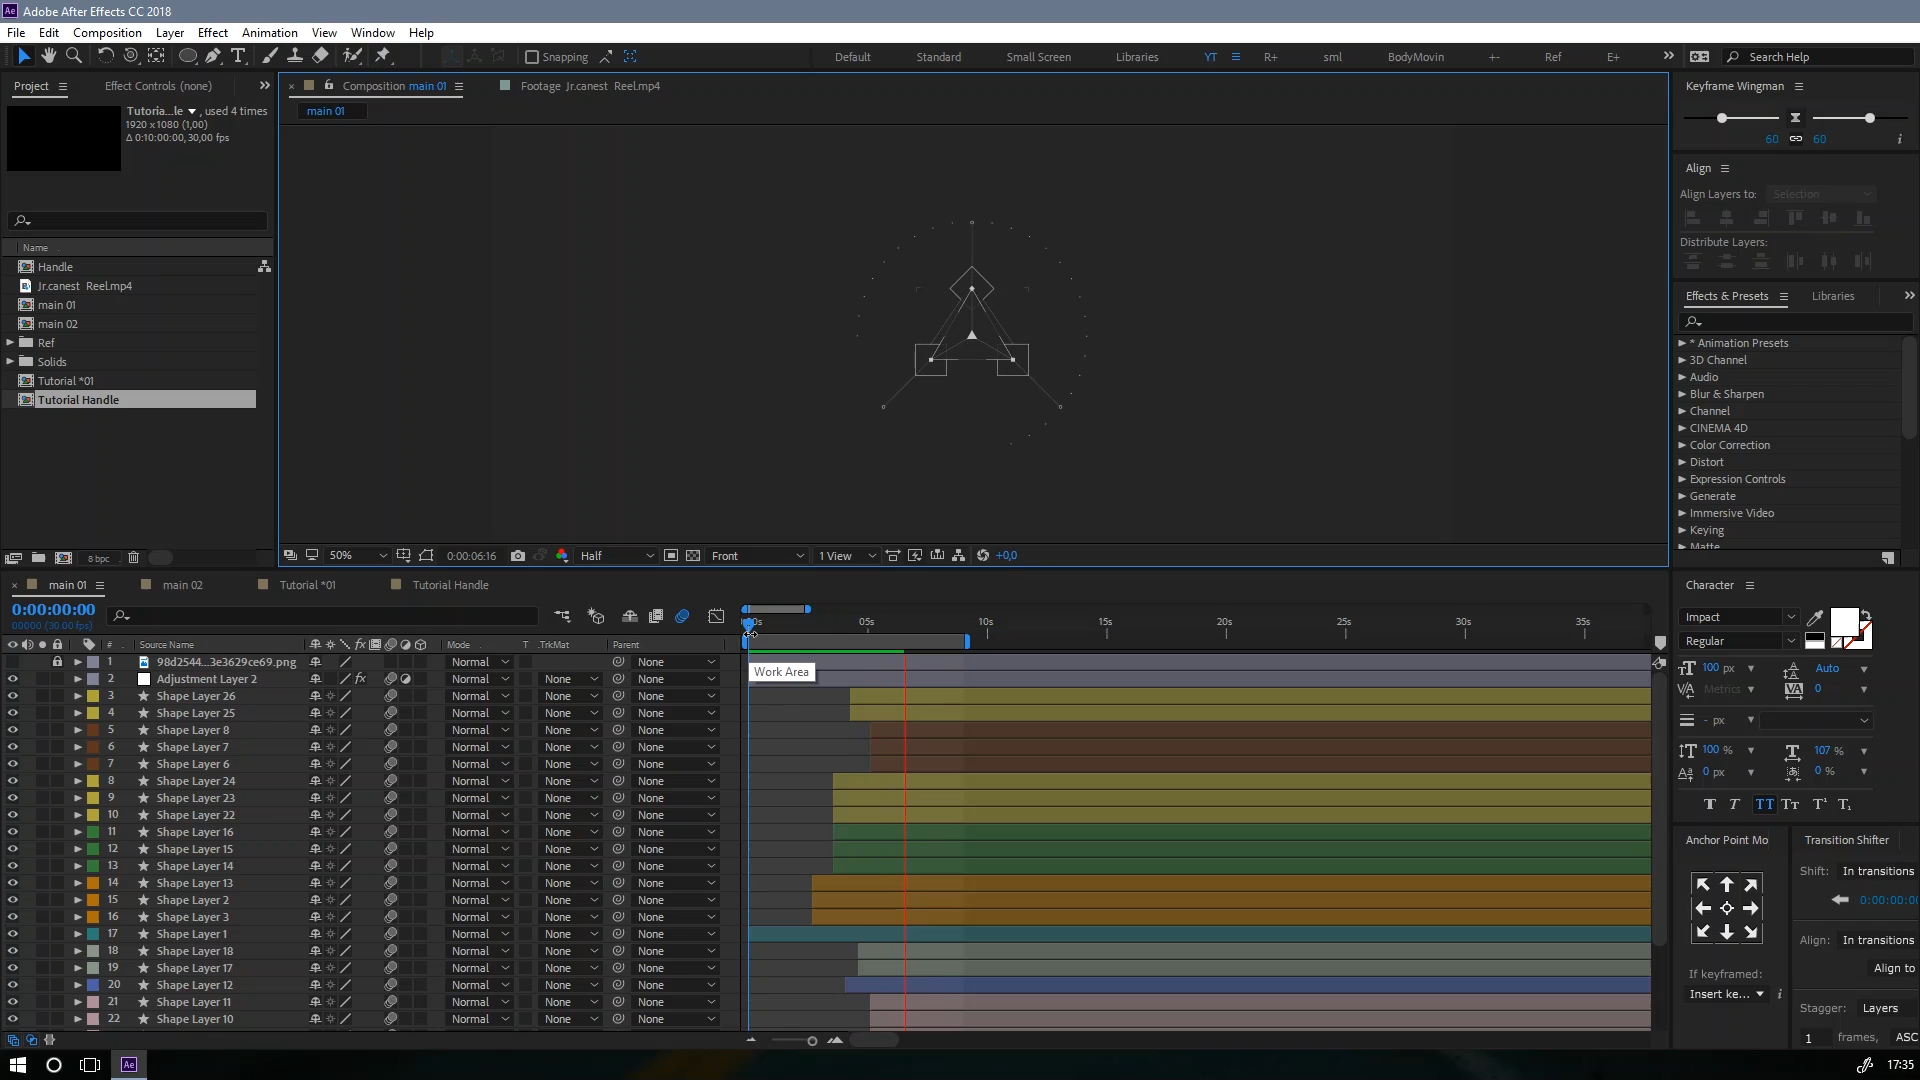 Adobe After Effects CC 2018
File Edit Composition Layer Effect Animation View Window Help
Snapping Default Standard Small Screen Libraries YT R+ sml BodyMovin +- Ref E+ Search Help
Project Effect Controls (none)
Tutoria...le , used 4 times
1920 x1080 (1,00)
Δ 0:10:00:00, 30,00 fps
Name
Handle
Jr.canest Reel.mp4
main 01
main 02
Ref
Solids
Tutorial *01
Tutorial Handle
8 bpc
Composition main 01 Footage Jr.canest Reel.mp4
main 01
50% 0:00:06:16 Half Front 1 View +0,0
Keyframe Wingman
60 60
Align
Align Layers to: Selection
Distribute Layers:
Effects & Presets Libraries
* Animation Presets
3D Channel
Audio
Blur & Sharpen
Channel
CINEMA 4D
Color Correction
Distort
Expression Controls
Generate
Immersive Video
Keying
Matte
main 01 main 02 Tutorial *01 Tutorial Handle
0:00:00:00
00000 (30.00 fps)
05s 10s 15s 20s 25s 30s 35s
# Source Name Mode T .TrkMat Parent
Work Area
1 98d2544...3e3629ce69.png Normal None
2 Adjustment Layer 2 Normal None None
3 Shape Layer 26 Normal None None
4 Shape Layer 25 Normal None None
5 Shape Layer 8 Normal None None
6 Shape Layer 7 Normal None None
7 Shape Layer 6 Normal None None
8 Shape Layer 24 Normal None None
9 Shape Layer 23 Normal None None
10 Shape Layer 22 Normal None None
11 Shape Layer 16 Normal None None
12 Shape Layer 15 Normal None None
13 Shape Layer 14 Normal None None
14 Shape Layer 13 Normal None None
15 Shape Layer 2 Normal None None
16 Shape Layer 3 Normal None None
17 Shape Layer 1 Normal None None
18 Shape Layer 18 Normal None None
19 Shape Layer 17 Normal None None
20 Shape Layer 12 Normal None None
21 Shape Layer 11 Normal None None
22 Shape Layer 10 Normal None None
Character
Impact
Regular
100 px Auto
Metrics 0
- px
100 % 107 %
0 px 0 %
T T TT Tt T¹ T₁
Anchor Point Mo Transition Shifter
Shift: In transitions
0:00:00:0
Align: In transitions
Align to
If keyframed:
Insert ke...
Stagger: Layers
1 frames, ASC
17:35